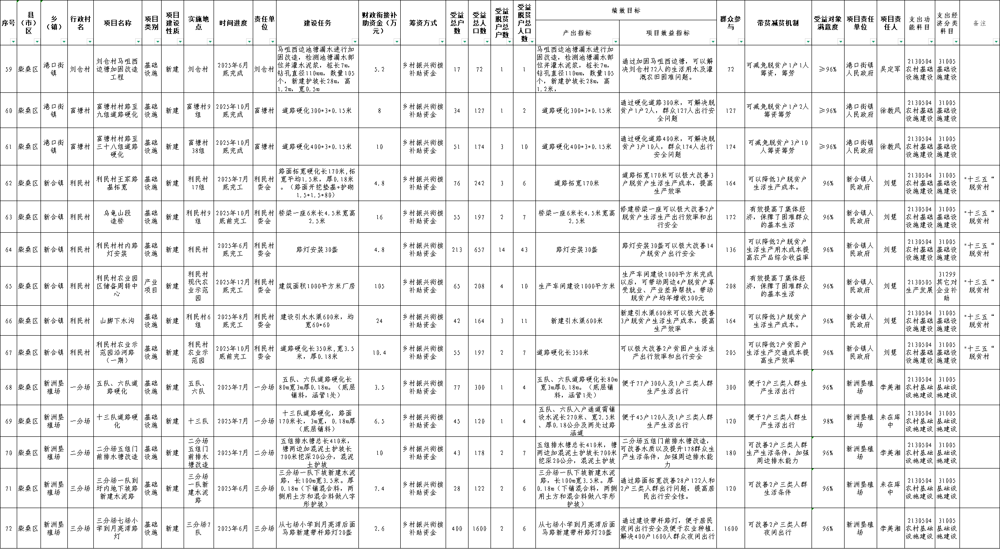 序号 县（市）区 乡（镇） 行政村名 项目名称 项目类别 项目建设性质 实施地点 时间进度 责任单位 建设任务 财政衔接补助资金（万元） 筹资方式 受益总户数 受益总人口数 受益脱贫户总户数 受益脱贫户总人口数 绩效目标 产出指标 项目效益指标 群众参与 带贫减贫机制 受益对象满意度 项目责任单位 项目责任人 支出功能科目 支出经济分类科目 备注
59 柴桑区 港口街镇 刘仓村 刘仓村马咀西边塘加固改造工程 基础设施 新建 刘仓村 2025年6月底完成 刘仓村 马咀西边池塘漏水进行加固改造，检测池塘漏水部位并灌水泥浆，桩长7m，钻孔直径110mm，数量105个，新建护坡长28m，高1.2m，宽0.5m 5.2 乡村振兴衔接补助资金 17 72 1 1 马咀西边池塘漏水进行加固改造，检测池塘漏水部位并灌水泥浆，桩长7m，钻孔直径110mm，数量105个，新建护坡长28m，高1.2米， 通过加固马咀西边塘，可以解决刘仓村72人的生活用水及灌溉农田困难问题。 72 可减免脱贫户1户1人筹资，筹劳 ≥96% 港口街镇人民政府 吴定军 2130504农村基础设施建设 31005基础设施建设
60 柴桑区 港口街镇 富塘村 富塘村村路至九组道路硬化 基础设施 新建 富塘村9组 2025年10月底完成 富塘村 道路硬化300*3*0.15米 8 乡村振兴衔接补助资金 34 127 1 2 道路硬化300*3*0.15米 通过硬化道路300米，可解决脱贫户1户2人，群众127人出行安全问题 127 可减免脱贫户1户2人筹资筹劳 ≥96% 港口街镇人民政府 徐教风 2130504农村基础设施建设 31005基础设施建设
61 柴桑区 港口街镇 富塘村 富塘村村路至三十八组道路硬化 基础设施 新建 富塘村38组 2025年10月底完成 富塘村 道路硬化400*3*0.15米 10 乡村振兴衔接补助资金 51 174 3 10 道路硬化400*3*0.15米 通过硬化道路400米，可解决脱贫户3户10人，群众174人出行安全问题 174 可减免脱贫户3户10人筹资筹劳 ≥96% 港口街镇人民政府 徐教风 2130504农村基础设施建设 31005基础设施建设
62 柴桑区 新合镇 利民村 利民村王家路基拓宽 基础设施 新建 利民村17组 2025年7月底完工 利民村委会 路面拓宽硬化长170米,拓宽平均1.5米，厚0.18米。（路面开挖垫基+护砌1.5*1.5*80） 4.8 乡村振兴衔接补助资金 76 242 3 6 道路拓宽170米 道路拓宽170米可以极大改善3户脱贫户生活生产成本，提高生产效率 164 可以降低3户脱贫户生活生产成本。 96% 新合镇人民政府 刘慧 2130504农村基础设施建设 31005基础设施建设 "十三五“脱贫村
63 柴桑区 新合镇 利民村 乌龟山段造桥 基础设施 新建 利民村9组 2025年10月底前完工 利民村委会 桥梁一座6米长4.5米宽高2.5米 16 乡村振兴衔接补助资金 55 197 2 7 桥梁一座6米长4.5米宽高2.5米 修建桥梁一座可以极大改善2户脱贫户生活生产出行效率和出行安全 172 有效提高了集体经济，保障了困难群众的基本生活 96% 新合镇人民政府 刘慧 2130504农村基础设施建设 31005基础设施建设 "十三五“脱贫村
64 柴桑区 新合镇 利民村 利民村村内路灯安装 基础设施 新建 利民村 2025年6月底完工 利民村委会 路灯安装30盏 4.8 乡村振兴衔接补助资金 213 657 14 43 路灯安装30盏 路灯安装30盏可以极大改善14户脱贫户出行安全 136 可以降低2户脱贫户生活生产用水成本提高农产品综合收益率 96% 新合镇人民政府 刘慧 2130504农村基础设施建设 31005基础设施建设 "十三五“脱贫村
65 柴桑区 新合镇 利民村 利民村农业园区储备周转中心 产业项目 新建 利民村现代农业示范园 2025年12月底完工 利民村委会 建筑面积1000平方米厂房 105 乡村振兴衔接补助资金 65 208 4 10 生产车间建设1000平方米 生产车间建设1000平方米完成以后，可带动周边4户脱贫户享受就业、产业差异帮扶。带动脱贫户户均年增收500元 208 有效提高了集体经济，保障了困难群众的基本生活 96% 新合镇人民政府 刘慧 2130505生产发展 31299其它对企业补助 "十三五“脱贫村
66 柴桑区 新合镇 利民村 山脚下水沟 基础设施 新建 利民村6组 2025年8月底完工 利民村委会 建设引水水渠600米，均宽60*60 24 乡村振兴衔接补助资金 42 164 3 11 新建引水渠600米 新建引水渠600米可以极大改善3户脱贫户生活生产成本，提高生产效率 164 可以降低3户脱贫户生活生产成本。 96% 新合镇人民政府 刘慧 2130504农村基础设施建设 31005基础设施建设 "十三五“脱贫村
67 柴桑区 新合镇 利民村 利民村农业示范园沿河路（一期） 基础设施 新建 利民村农业示范园 2025年10月底前完工 利民村委会 道路硬化长350米,宽3.5米，厚0.18米 10.4 乡村振兴衔接补助资金 55 197 2 7 道路硬化长350米 可以极大改善2户贫困户生活生产出行效率和出行安全 205 可以降低2户贫困户生活生产交通成本提高生产效率 96% 新合镇人民政府 刘慧 2130504农村基础设施建设 31005基础设施建设 "十三五“脱贫村
68 柴桑区 新洲垦殖场 一分场 五队、六队道路硬化 基础设施 新建 五队、六队 2025年7月 一分场 五队、六队道路硬化长80m宽3m厚0.18m。（底层铺料，涵管1处） 3.5 乡村振兴衔接补助资金 77 300 1 4 五队、六队道路硬化长80m宽3m厚0.18m。（底层铺料，涵管1处） 便于77户300人及1户三类人群生产生活出行 300 便于2户三类人群生产生活出行 96% 新洲垦殖场 李美湘 2130504农村基础设施建设 31005基础设施建设
69 柴桑区 新洲垦殖场 一分场 十三队道路硬化 基础设施 新建 十三队 2025年7月 一分场 十三队道路硬化，路面170米长，3m宽，0.18m厚（底层铺料） 6.5 乡村振兴衔接补助资金 45 120 1 4 五队、六队入户通道需铺设水泥长270米、宽2.5米、厚0.18公分及两处过路涵道 便于45户120人及1户三类人群生产生活出行 120 便于2户三类人群生产生活出行 98% 新洲垦殖场 未在库中 2130504农村基础设施建设 31005基础设施建设
70 柴桑区 新洲垦殖场 二分场 二分场五组门前排水塘改造 基础设施 新建 二分场五组门前排水塘改造 2025年7月 二分场 五组排水塘总长410米，塘两边加混泥土护坡长700米挖深20公分，混泥土护坡 10 乡村振兴衔接补助资金 43 178 2 7 五组排水塘总长410米，塘两边加混泥土护坡长700米挖深20公分，混泥土护坡 二分场五组门前排水塘改造，可改善水质以及提升178群众生产生活条件，加强周边排水能力 180 可改善2户三类人群生产生活条件，加强周边排水能力 96% 新洲垦殖场 李美湘 2130504农村基础设施建设 31005基础设施建设
71 柴桑区 新洲垦殖场 三分场 三分场一队到圩内地下坡路新建水泥路 基础设施 新建 三分场一队新建水泥路 2025年6月 三分场 三分场一队下坡新建水泥路，长100m宽3.5米。厚0.18m（下铺混合料，两侧用土方和混合料做八字形护坡） 7.4 乡村振兴衔接补助资金 28 122 2 6 三分场一队下坡新建水泥路，长100m宽3.5米。厚0.18m（下铺混合料，两侧用土方和混合料做八字形护坡） 通过路面拓宽改善28户122人和2户三类人群出行问题，提高居民出行安全性。 120 可改善2户三类人群生活条件 96% 新洲垦殖场 未在库中 2130504农村基础设施建设 31005基础设施建设
72 柴桑区 新洲垦殖场 三分场 三分场七场小学到月亮湾路灯 基础设施 新建 三分场7队 2025年6月 三分场 从七场小学到月亮湾后面马路新建带杆路灯20盏 2.6 乡村振兴衔接补助资金 400 1600 2 6 从七场小学到月亮湾后面马路新建带杆路灯20盏 通过建设带杆路灯，便于居民夜间出行安全及便于农业种植.解决400户1600人群众夜间出行 1600 可改善2户三类人群夜间出行 96% 新洲垦殖场 李美湘 2130504农村基础设施建设 31005基础设施建设